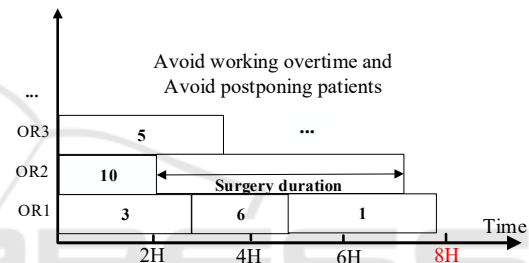 Avoid working overtime and
Avoid postponing patients
...
OR3 5 ...
OR2 10 Surgery duration
OR1 3 6 1
Time
2H 4H 6H 8H